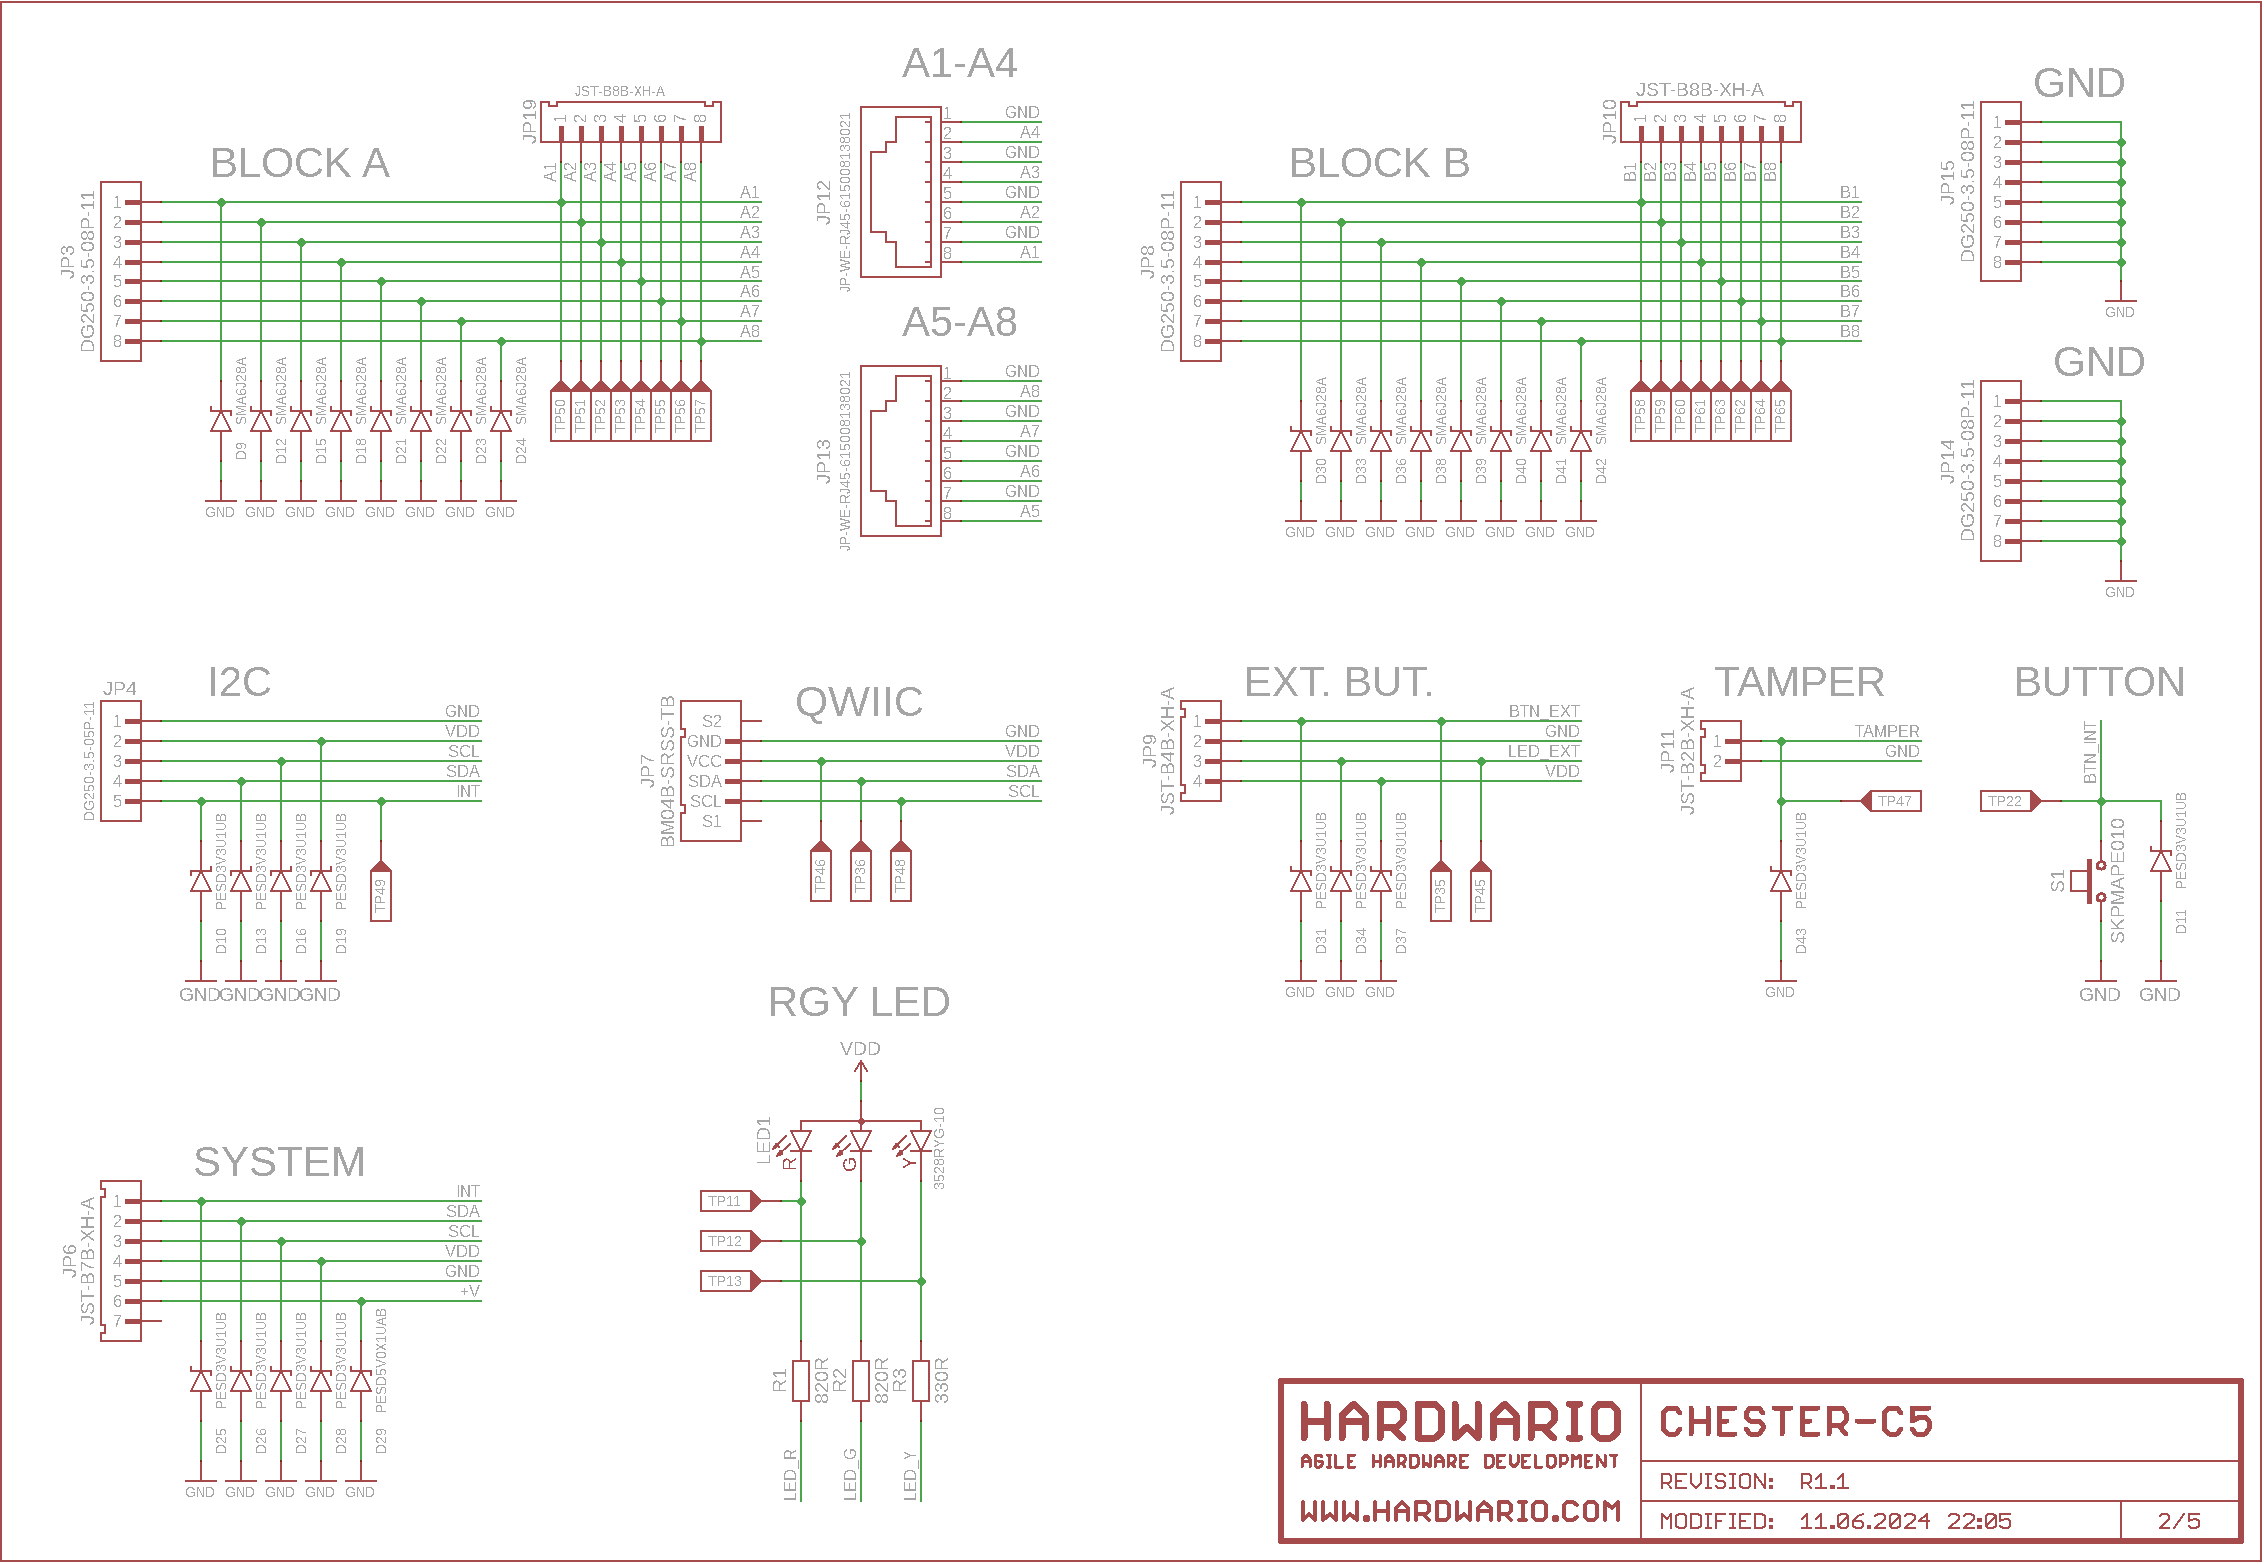 BLOCK A
JP3
DG250-3.5-08P-11
1
2
3
4
5
6
7
8
JP19
JST-B8B-XH-A
1 2 3 4 5 6 7 8
A1 A2 A3 A4 A5 A6 A7 A8
A1
A2
A3
A4
A5
A6
A7
A8
SMA6J28A SMA6J28A SMA6J28A SMA6J28A SMA6J28A SMA6J28A SMA6J28A SMA6J28A
D9 D12 D15 D18 D21 D22 D23 D24
GND GND GND GND GND GND GND GND
TP50 TP51 TP52 TP53 TP54 TP55 TP56 TP57
A1-A4
JP12
JP-WE-RJ45-615008138021
1 GND
2 A4
3 GND
4 A3
5 GND
6 A2
7 GND
8 A1
A5-A8
JP13
JP-WE-RJ45-615008138021
1 GND
2 A8
3 GND
4 A7
5 GND
6 A6
7 GND
8 A5
BLOCK B
JP8
DG250-3.5-08P-11
1
2
3
4
5
6
7
8
JP10
JST-B8B-XH-A
1 2 3 4 5 6 7 8
B1 B2 B3 B4 B5 B6 B7 B8
B1
B2
B3
B4
B5
B6
B7
B8
SMA6J28A SMA6J28A SMA6J28A SMA6J28A SMA6J28A SMA6J28A SMA6J28A SMA6J28A
D30 D33 D36 D38 D39 D40 D41 D42
GND GND GND GND GND GND GND GND
TP58 TP59 TP60 TP61 TP63 TP62 TP64 TP65
GND
JP15
DG250-3.5-08P-11
1
2
3
4
5
6
7
8
GND
GND
JP14
DG250-3.5-08P-11
1
2
3
4
5
6
7
8
GND
I2C
JP4
DG250-3.5-05P-11
1 GND
2 VDD
3 SCL
4 SDA
5 INT
PESD3V3U1UB PESD3V3U1UB PESD3V3U1UB PESD3V3U1UB
D10 D13 D16 D19
TP49
GND GND GND GND
QWIIC
JP7
BM04B-SRSS-TB
S2
GND GND
VCC VDD
SDA SDA
SCL SCL
S1
TP46 TP36 TP48
EXT. BUT.
JP9
JST-B4B-XH-A
1 BTN_EXT
2 GND
3 LED_EXT
4 VDD
PESD3V3U1UB PESD3V3U1UB PESD3V3U1UB
D31 D34 D37
TP35 TP45
GND GND GND
TAMPER
JP11
JST-B2B-XH-A
1 TAMPER
2 GND
TP47
PESD3V3U1UB
D43
GND
BUTTON
BTN_INT
TP22
S1
SKPMAPE010
PESD3V3U1UB
D11
GND GND
RGY LED
VDD
LED1
R G Y
3528RYG-10
TP11
TP12
TP13
R1 820R R2 820R R3 330R
LED_R LED_G LED_Y
SYSTEM
JP6
JST-B7B-XH-A
1 INT
2 SDA
3 SCL
4 VDD
5 GND
6 +V
7
PESD3V3U1UB PESD3V3U1UB PESD3V3U1UB PESD3V3U1UB PESD5V0X1UAB
D25 D26 D27 D28 D29
GND GND GND GND GND
HARDWARIO
AGILE HARDWARE DEVELOPMENT
WWW.HARDWARIO.COM
CHESTER-C5
REVISION: R1.1
MODIFIED: 11.06.2024 22:05
2/5